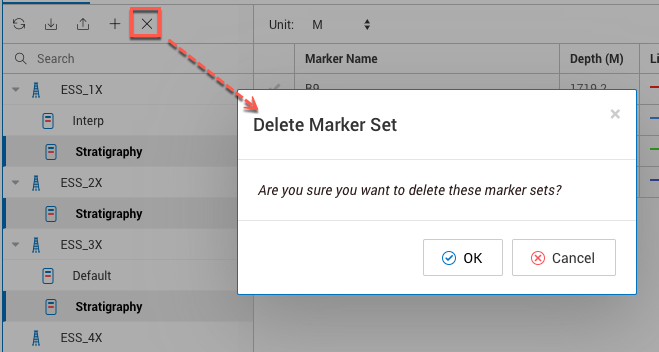 Unit: M
Search
Marker Name Depth (M) Li
ESS_1X
B9 1719.2
Interp
Stratigraphy
ESS_2X
Stratigraphy
ESS_3X
Default
Stratigraphy
ESS_4X
Delete Marker Set
Are you sure you want to delete these marker sets?
OK Cancel